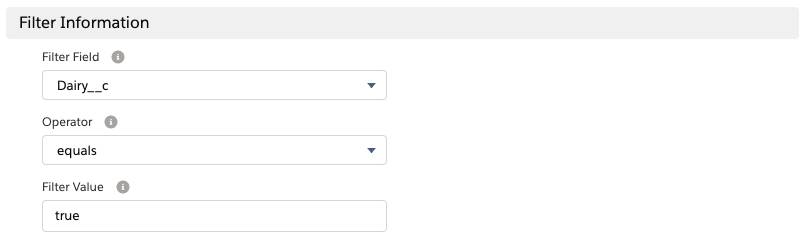 Filter Information
Filter Field
Dairy__c
Operator
equals
Filter Value
true